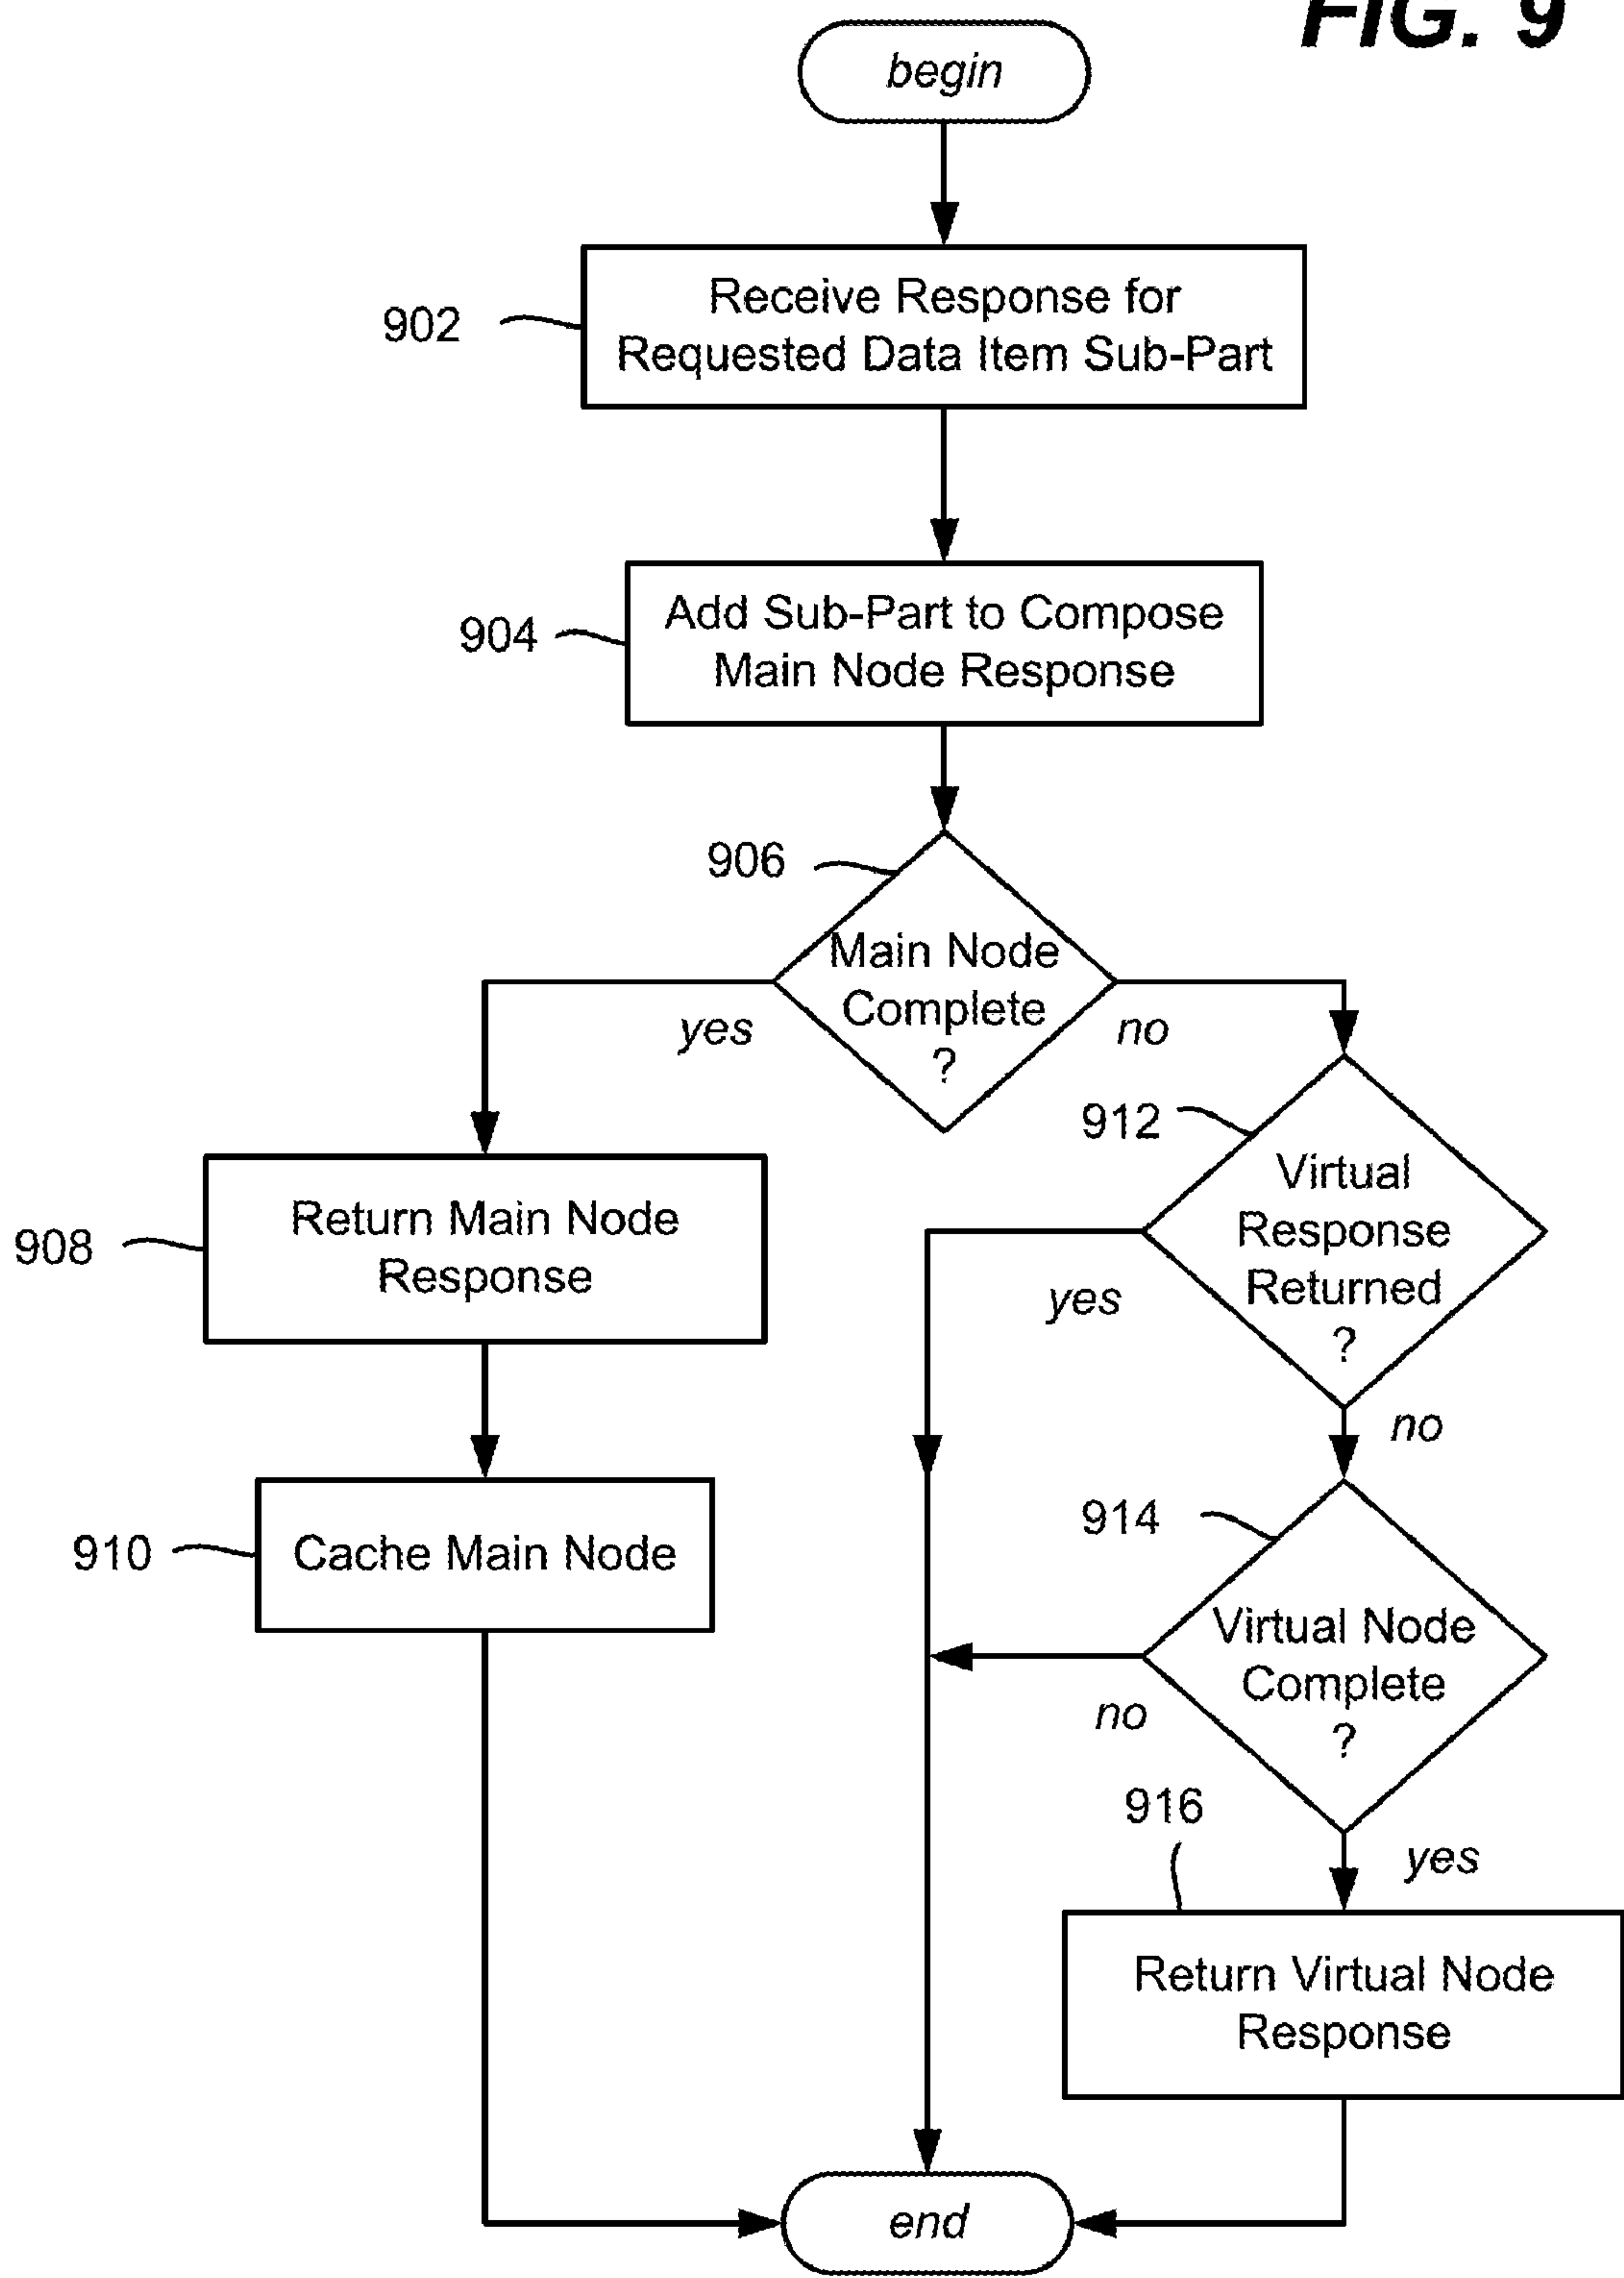 FIG. 9
begin
902
Receive Response for
Requested Data Item Sub-Part
904
Add Sub-Part to Compose
Main Node Response
906
Main Node
Complete
?
yes
no
912
Virtual
Response
Returned
?
yes
no
908
Return Main Node
Response
910
Cache Main Node
914
Virtual Node
Complete
?
no
yes
916
Return Virtual Node
Response
end